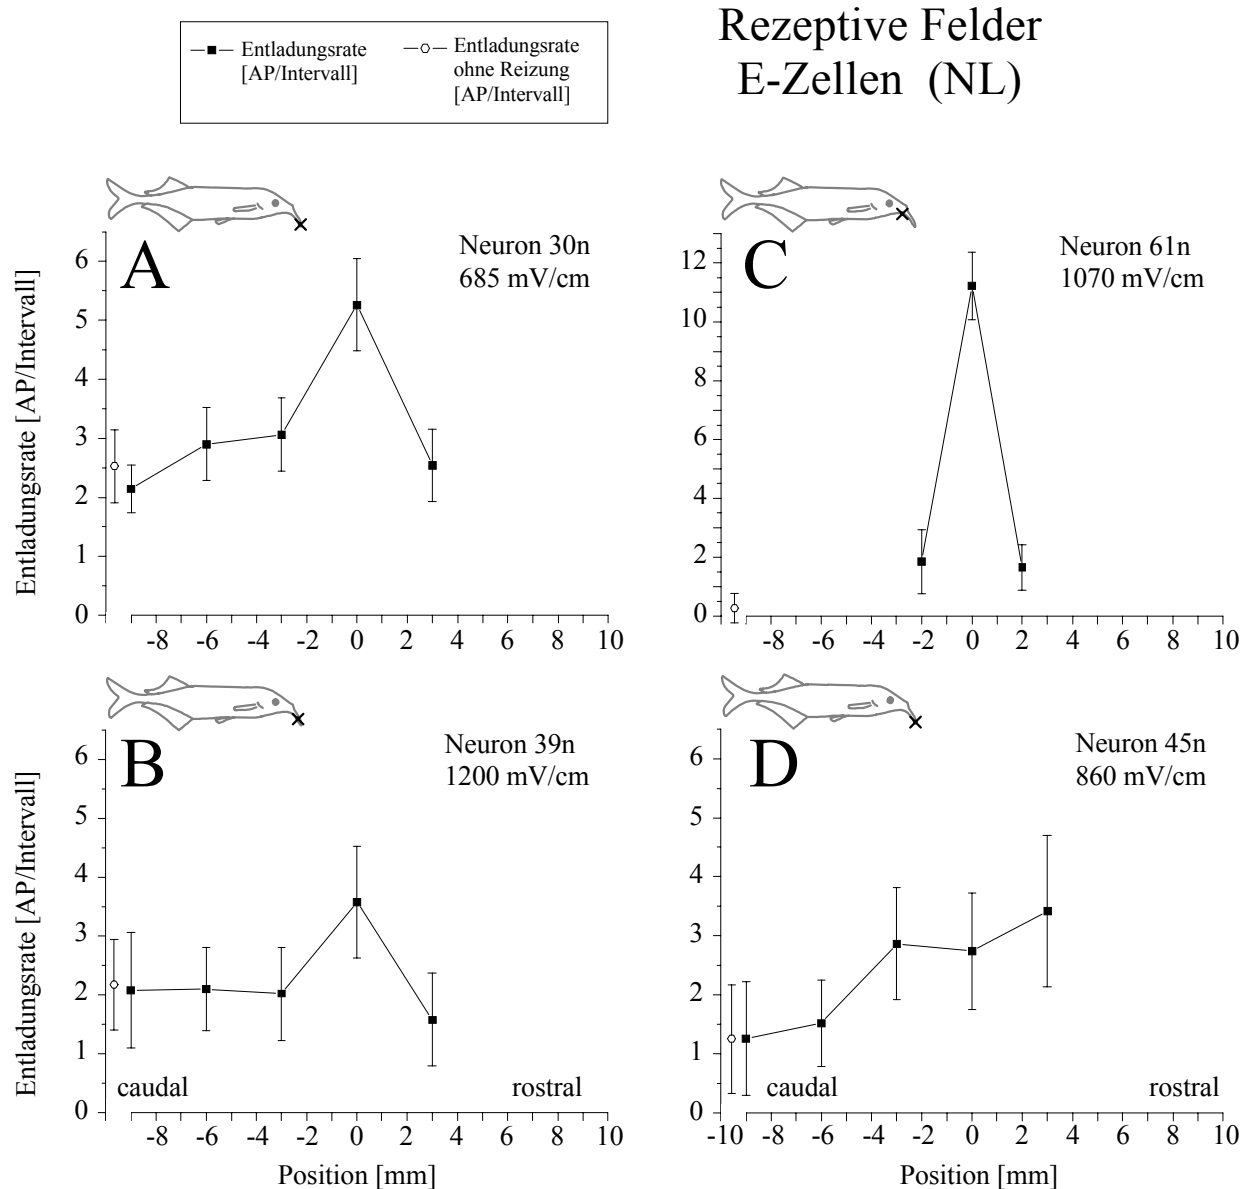 Rezeptive Felder
E-Zellen (NL)
Entladungsrate
[AP/Intervall]
Entladungsrate
ohne Reizung
[AP/Intervall]
A
Neuron 30n
685 mV/cm
Entladungsrate [AP/Intervall]
6
5
4
3
2
1
0
-8 -6 -4 -2 0 2 4 6 8 10
C
Neuron 61n
1070 mV/cm
12
10
8
6
4
2
0
-8 -6 -4 -2 0 2 4 6 8 10
B
Neuron 39n
1200 mV/cm
Entladungsrate [AP/Intervall]
6
5
4
3
2
1
0
caudal rostral
-8 -6 -4 -2 0 2 4 6 8 10
Position [mm]
D
Neuron 45n
860 mV/cm
6
5
4
3
2
1
0
caudal rostral
-10 -8 -6 -4 -2 0 2 4 6 8 10
Position [mm]